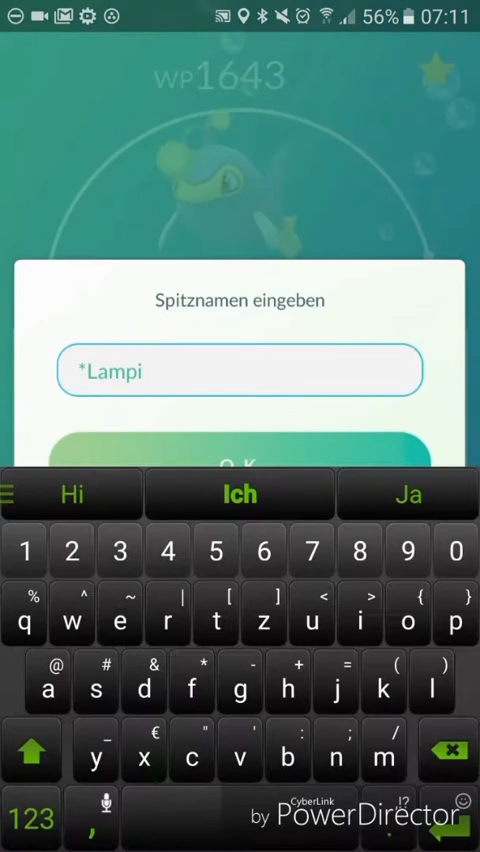 56% 07:11
WP1643
Spitznamen eingeben
*Lampi
OK
Hi Ich Ja
1 2 3 4 5 6 7 8 9 0
% ^ ~ | [ ] < > { }
q w e r t z u i o p
@ # & * - + = ( )
a s d f g h j k l
_ € " ' : ; /
y x c v b n m
123 , . !?
by CyberLink PowerDirector